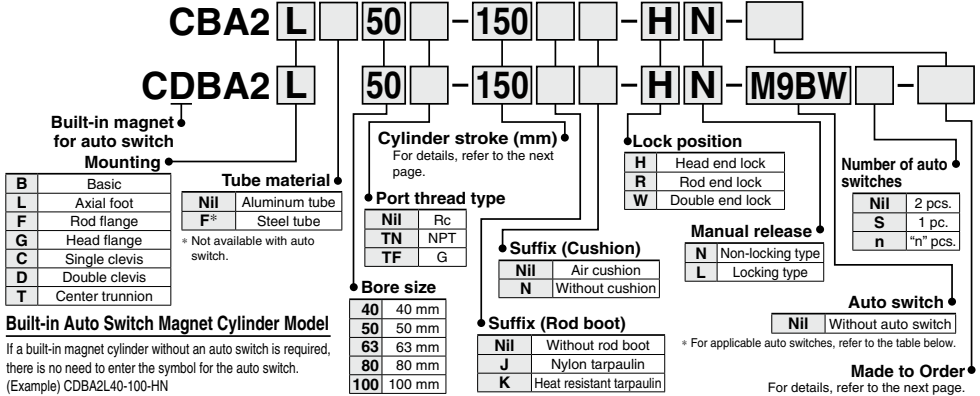 CBA2 L 50 - 150 - H N -
CDBA2 L 50 - 150 - H N - M9BW -
Built-in magnet
for auto switch
Mounting
B Basic
L Axial foot
F Rod flange
G Head flange
C Single clevis
D Double clevis
T Center trunnion
Built-in Auto Switch Magnet Cylinder Model
If a built-in magnet cylinder without an auto switch is required,
there is no need to enter the symbol for the auto switch.
(Example) CDBA2L40-100-HN
Tube material
Nil Aluminum tube
F* Steel tube
* Not available with auto
switch.
Cylinder stroke (mm)
For details, refer to the next
page.
Port thread type
Nil Rc
TN NPT
TF G
Bore size
40 40 mm
50 50 mm
63 63 mm
80 80 mm
100 100 mm
Suffix (Cushion)
Nil Air cushion
N Without cushion
Suffix (Rod boot)
Nil Without rod boot
J Nylon tarpaulin
K Heat resistant tarpaulin
Lock position
H Head end lock
R Rod end lock
W Double end lock
Manual release
N Non-locking type
L Locking type
Number of auto
switches
Nil 2 pcs.
S 1 pc.
n "n" pcs.
Auto switch
Nil Without auto switch
* For applicable auto switches, refer to the table below.
Made to Order
For details, refer to the next page.